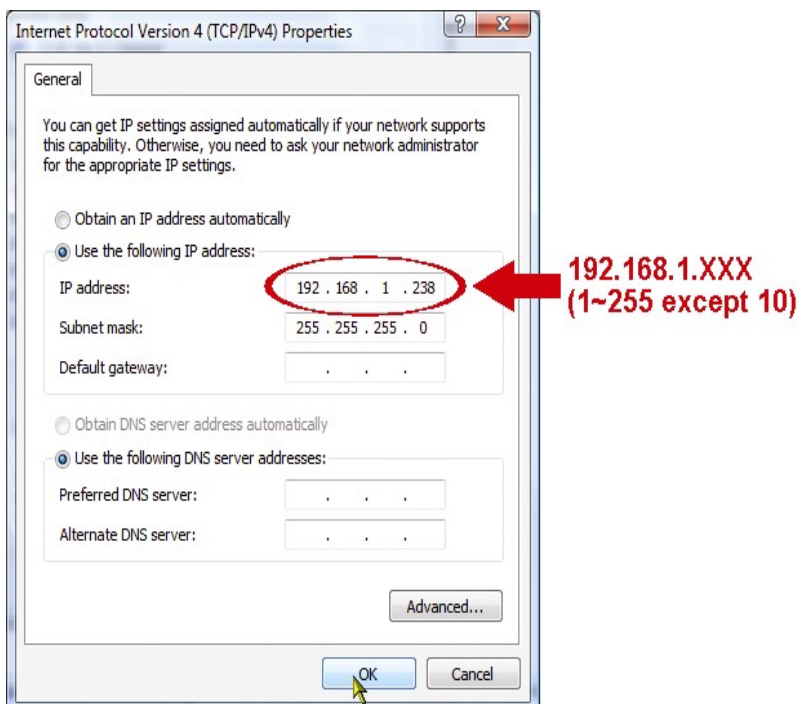 Internet Protocol Version 4 (TCP/IPv4) Properties
General
You can get IP settings assigned automatically if your network supports
this capability. Otherwise, you need to ask your network administrator
for the appropriate IP settings.
Obtain an IP address automatically
Use the following IP address:
IP address: 192 . 168 . 1 . 238
192.168.1.XXX
(1~255 except 10)
Subnet mask: 255 . 255 . 255 . 0
Default gateway: . . .
Obtain DNS server address automatically
Use the following DNS server addresses:
Preferred DNS server: . . .
Alternate DNS server: . . .
Advanced...
OK Cancel